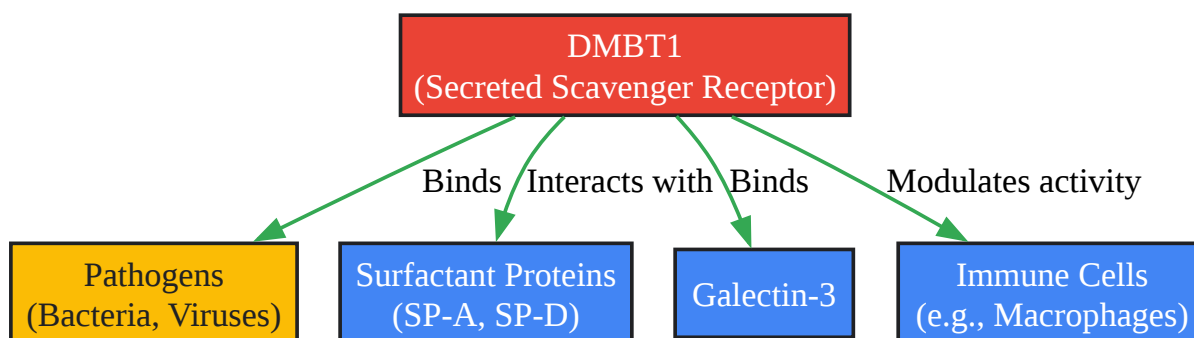 DMBT1
(Secreted Scavenger Receptor)
Binds
Interacts with
Binds
Modulates activity
Pathogens
(Bacteria, Viruses)
Surfactant Proteins
(SP-A, SP-D)
Galectin-3
Immune Cells
(e.g., Macrophages)